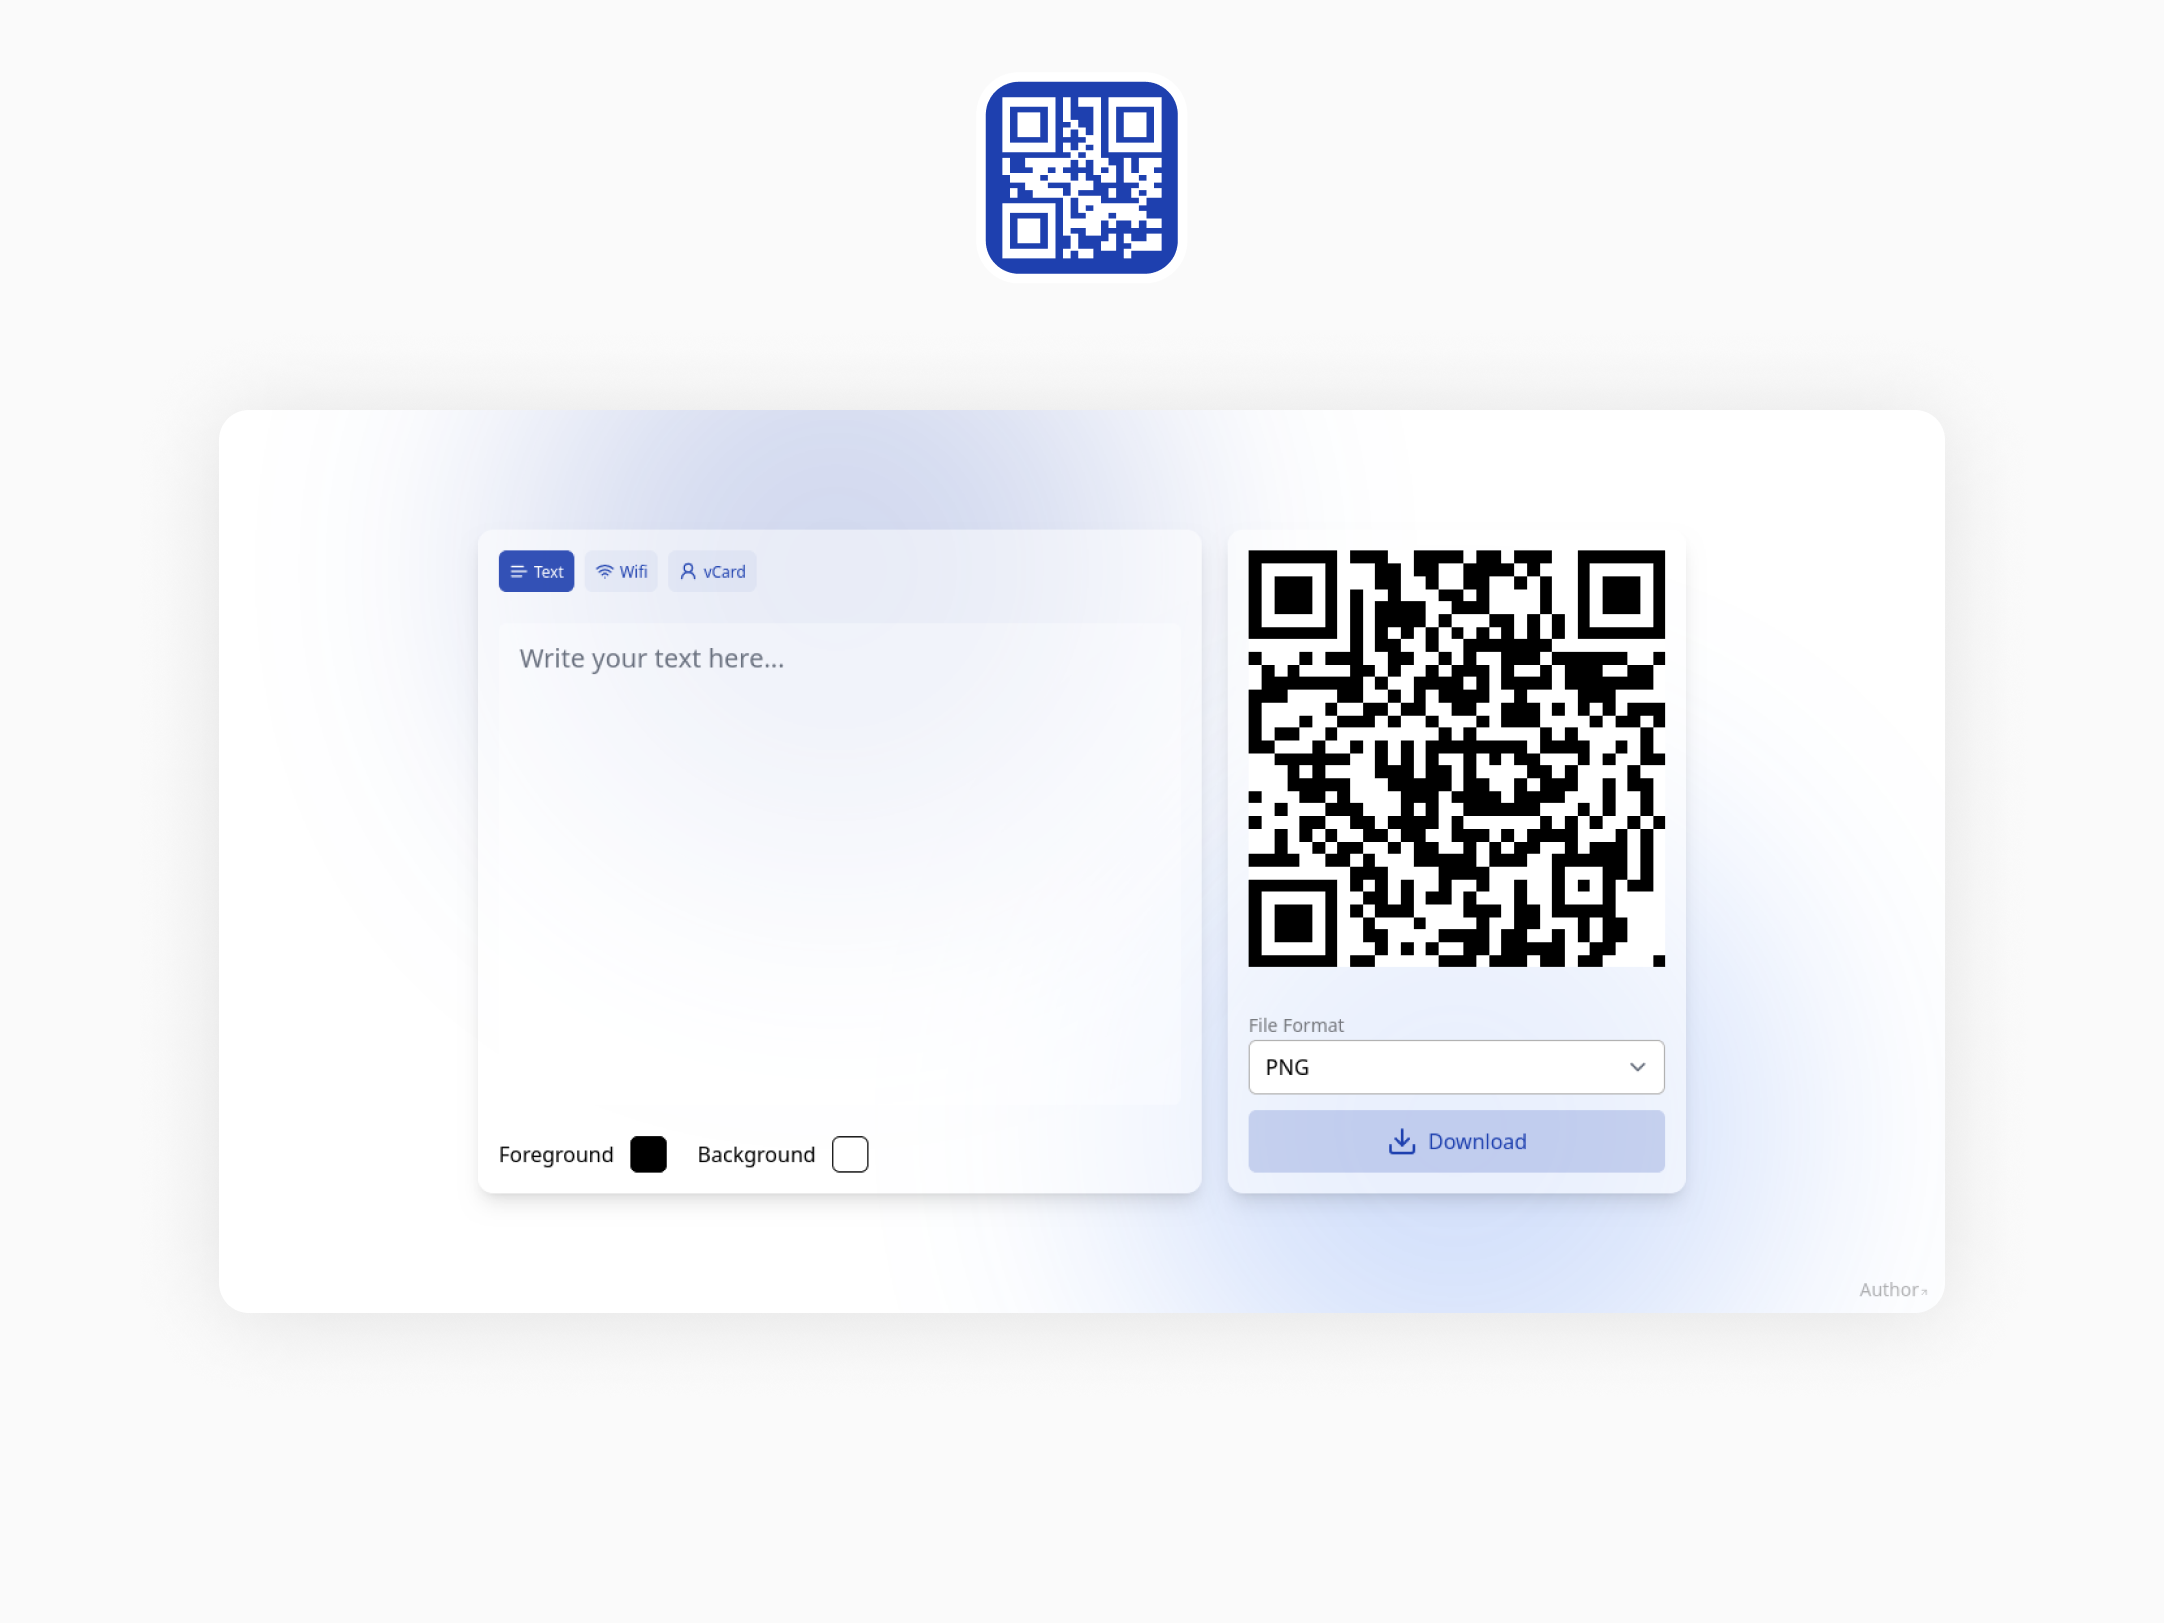 Text
Wifi
vCard
Write your text here...
Foreground
Background
File Format
PNG
Download
Author